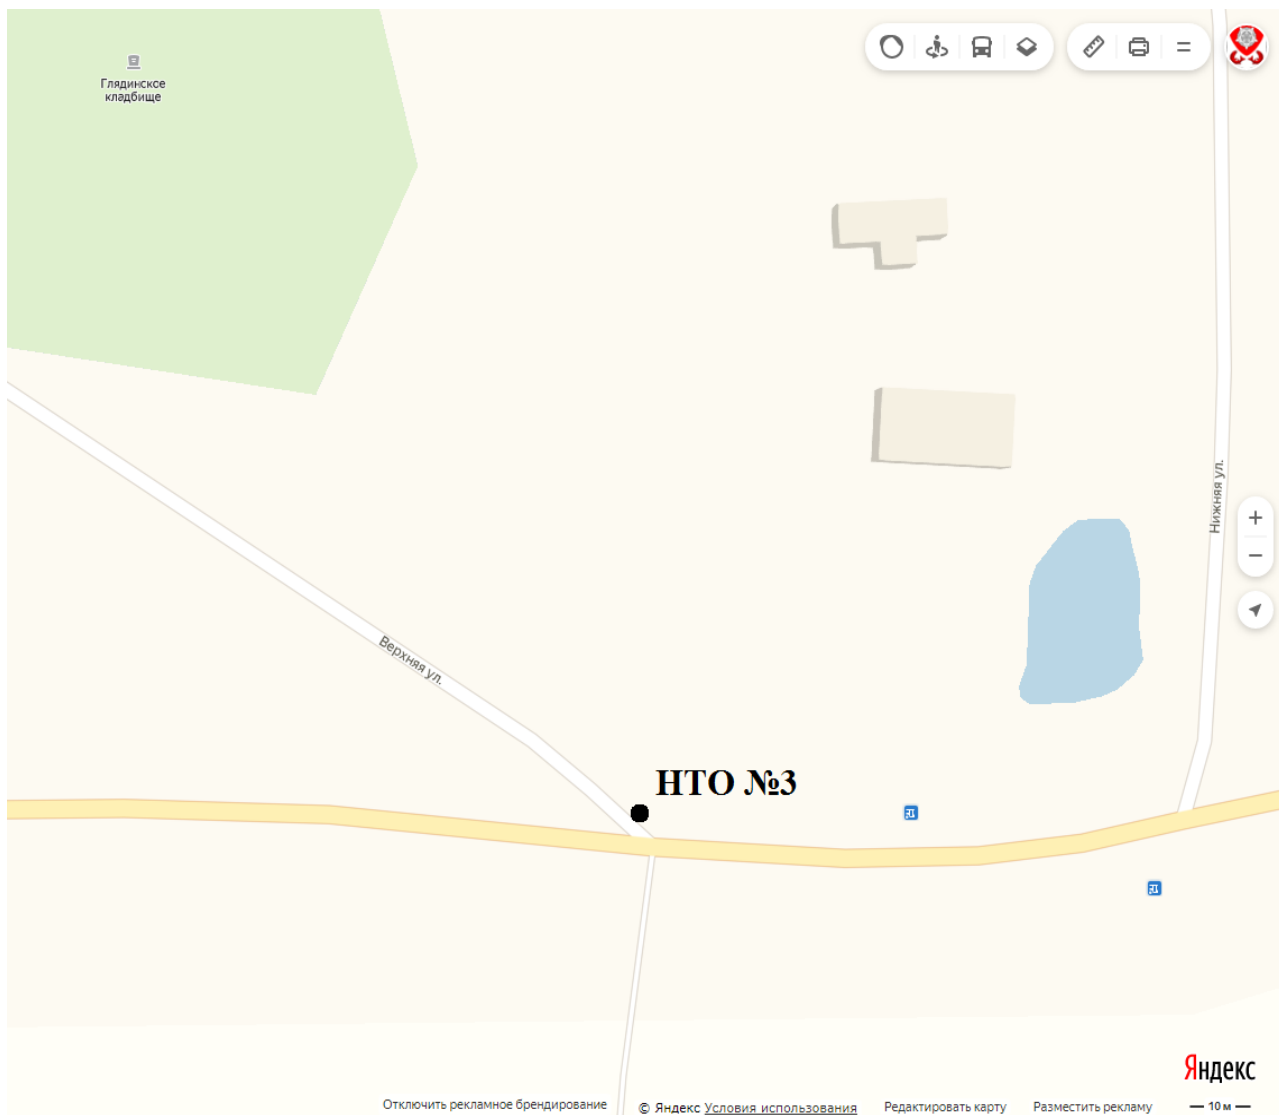 Глядинское
кладбище
Нижняя ул.
Верхняя ул.
НТО №3
Яндекс
Отключить рекламное брендирование
© Яндекс Условия использования
Редактировать карту
Разместить рекламу
10 м